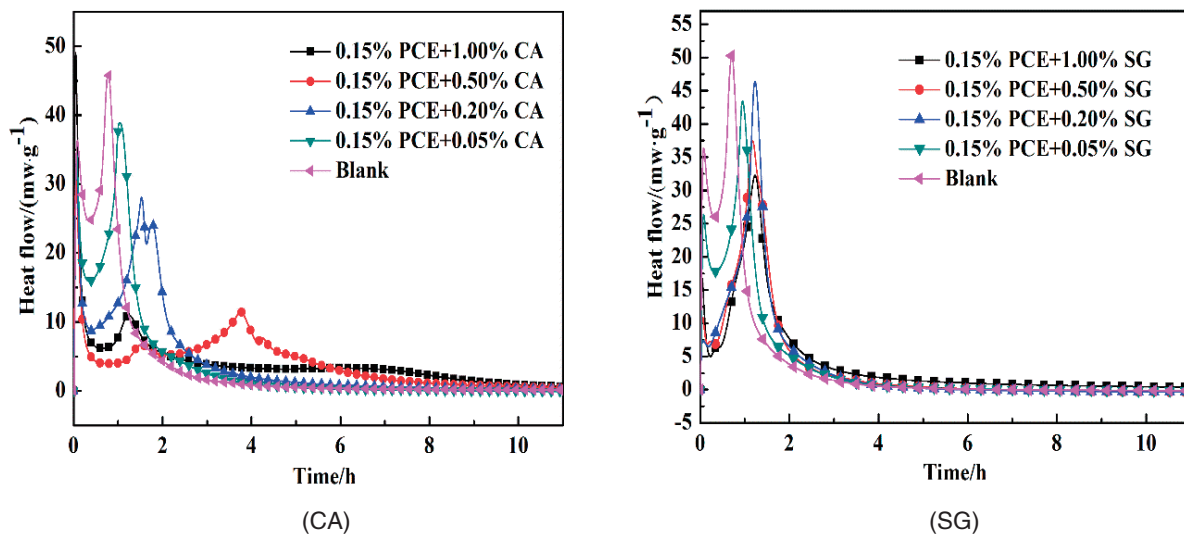 0.15% PCE+1.00% CA
0.15% PCE+0.50% CA
0.15% PCE+0.20% CA
0.15% PCE+0.05% CA
Blank
Heat flow/(mw·g⁻¹)
50
40
30
20
10
0
0
2
4
6
8
10
Time/h
(CA)
0.15% PCE+1.00% SG
0.15% PCE+0.50% SG
0.15% PCE+0.20% SG
0.15% PCE+0.05% SG
Blank
Heat flow/(mw·g⁻¹)
55
50
45
40
35
30
25
20
15
10
5
0
-5
0
2
4
6
8
10
Time/h
(SG)